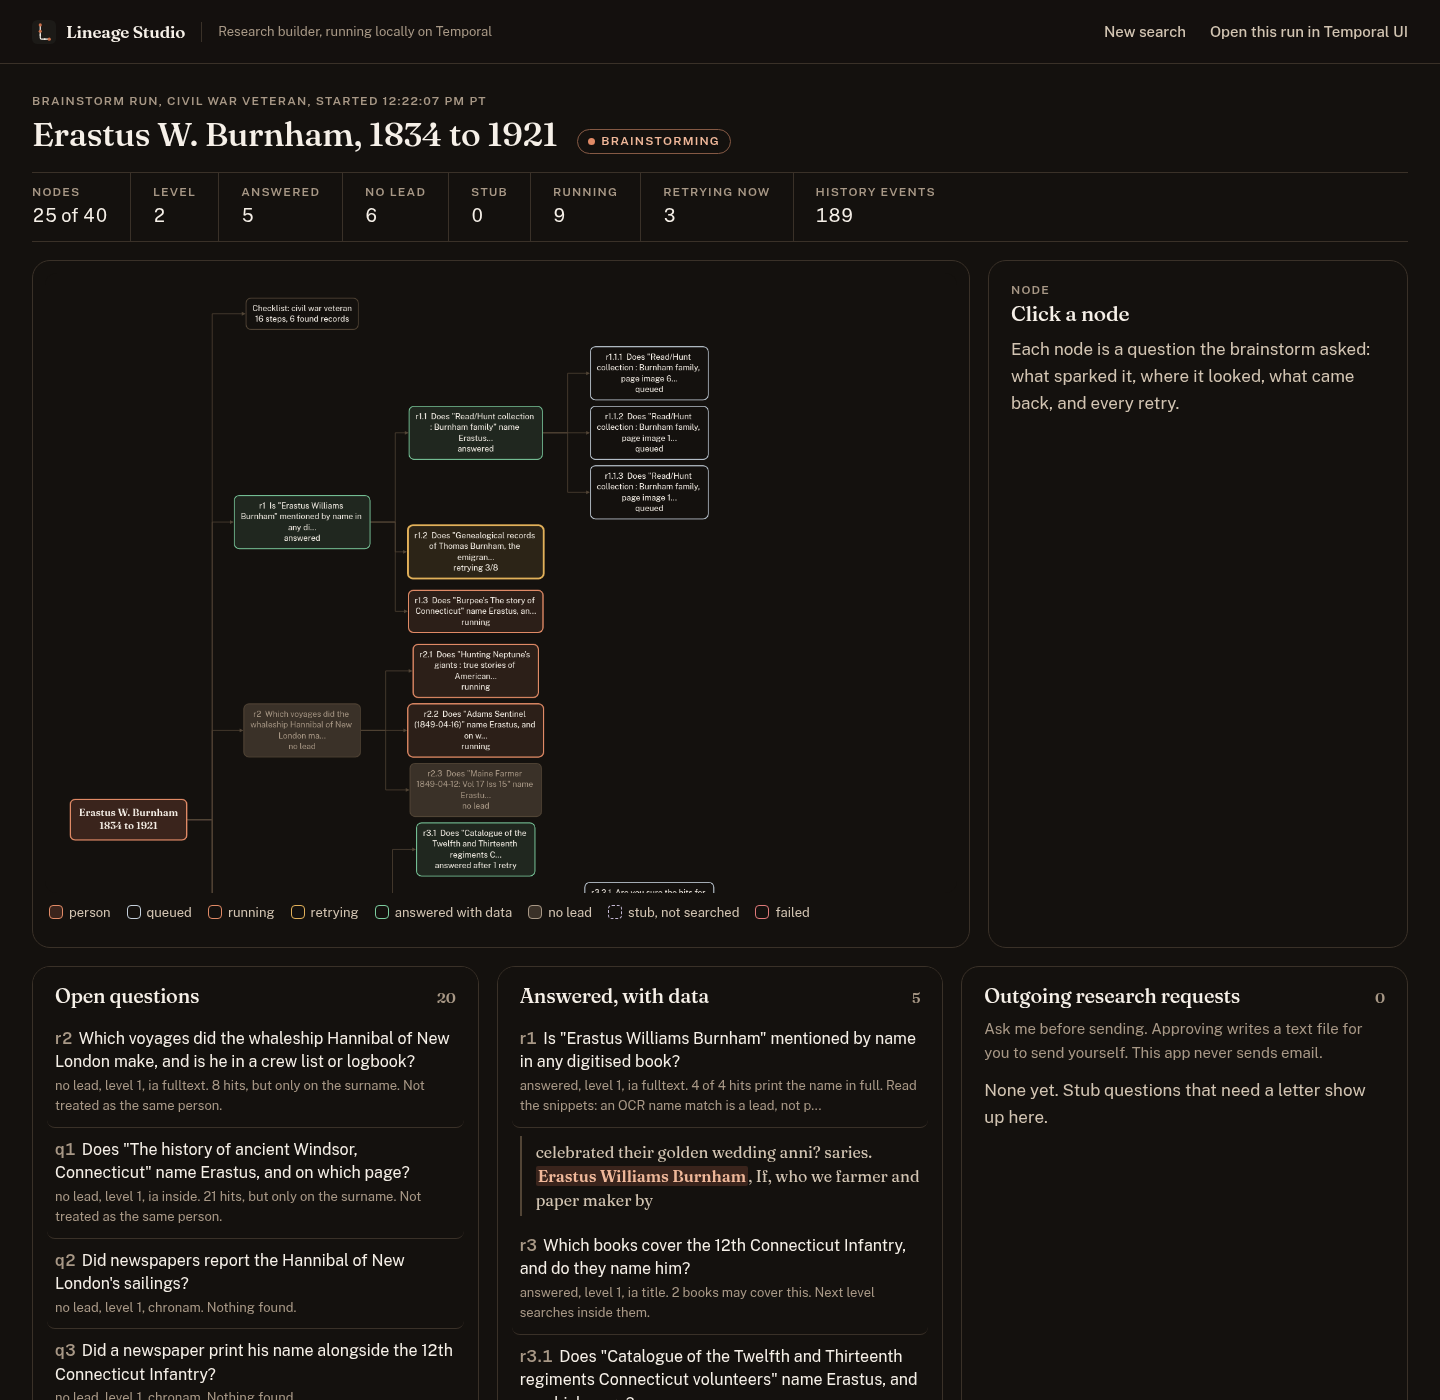 Lineage Studio
Research builder, running locally on Temporal
New search
Open this run in Temporal UI
BRAINSTORM RUN, CIVIL WAR VETERAN, STARTED 12:22:07 PM PT
Erastus W. Burnham, 1834 to 1921
BRAINSTORMING
NODES
25 of 40
LEVEL
2
ANSWERED
5
NO LEAD
6
STUB
0
RUNNING
9
RETRYING NOW
3
HISTORY EVENTS
189
Checklist: civil war veteran
16 steps, 6 found records
r1.1.1 Does "Read/Hunt
collection : Burnham family,
page image 6...
queued
r1.1 Does "Read/Hunt collection
: Burnham family" name
Erastus...
answered
r1.1.2 Does "Read/Hunt
collection : Burnham family,
page image 1...
queued
r1.1.3 Does "Read/Hunt
collection : Burnham family,
page image 1...
queued
r1 Is "Erastus Williams
Burnham" mentioned by name in
any di...
answered
r1.2 Does "Genealogical records
of Thomas Burnham, the
emigran...
retrying 3/8
r1.3 Does "Burpee's The story of
Connecticut" name Erastus, an...
running
r2.1 Does "Hunting Neptune's
giants : true stories of
American...
running
r2 Which voyages did the
whaleship Hannibal of New
London ma...
no lead
r2.2 Does "Adams Sentinel
(1849-04-16)" name Erastus, and
on w...
running
r2.3 Does "Maine Farmer
1849-04-12: Vol 17 Iss 15" name
Erastu...
no lead
Erastus W. Burnham
1834 to 1921
r3.1 Does "Catalogue of the
Twelfth and Thirteenth
regiments C...
answered after 1 retry
r3.2.1 Are you sure the hits for
person
queued
running
retrying
answered with data
no lead
stub, not searched
failed
NODE
Click a node
Each node is a question the brainstorm asked:
what sparked it, where it looked, what came
back, and every retry.
Open questions
20
r2 Which voyages did the whaleship Hannibal of New
London make, and is he in a crew list or logbook?
no lead, level 1, ia fulltext. 8 hits, but only on the surname. Not
treated as the same person.
q1 Does "The history of ancient Windsor,
Connecticut" name Erastus, and on which page?
no lead, level 1, ia inside. 21 hits, but only on the surname. Not
treated as the same person.
q2 Did newspapers report the Hannibal of New
London's sailings?
no lead, level 1, chronam. Nothing found.
q3 Did a newspaper print his name alongside the 12th
Connecticut Infantry?
no lead, level 1, chronam. Nothing found.
Answered, with data
5
r1 Is "Erastus Williams Burnham" mentioned by name
in any digitised book?
answered, level 1, ia fulltext. 4 of 4 hits print the name in full. Read
the snippets: an OCR name match is a lead, not p...
celebrated their golden wedding anni? saries.
Erastus Williams Burnham, If, who we farmer and
paper maker by
r3 Which books cover the 12th Connecticut Infantry,
and do they name him?
answered, level 1, ia title. 2 books may cover this. Next level
searches inside them.
r3.1 Does "Catalogue of the Twelfth and Thirteenth
regiments Connecticut volunteers" name Erastus, and
Outgoing research requests
0
Ask me before sending. Approving writes a text file for
you to send yourself. This app never sends email.
None yet. Stub questions that need a letter show
up here.